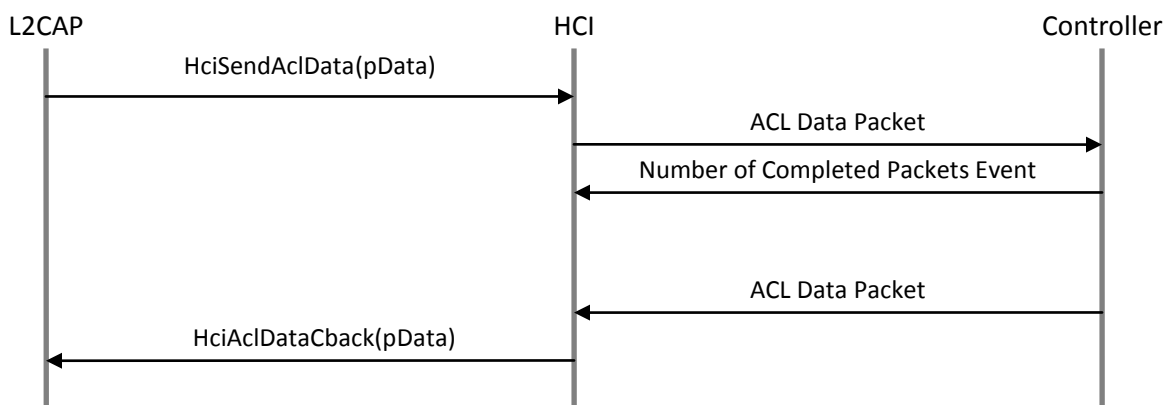 L2CAP
HCI
Controller
HciSendAclData(pData)
ACL Data Packet
Number of Completed Packets Event
ACL Data Packet
HciAclDataCback(pData)